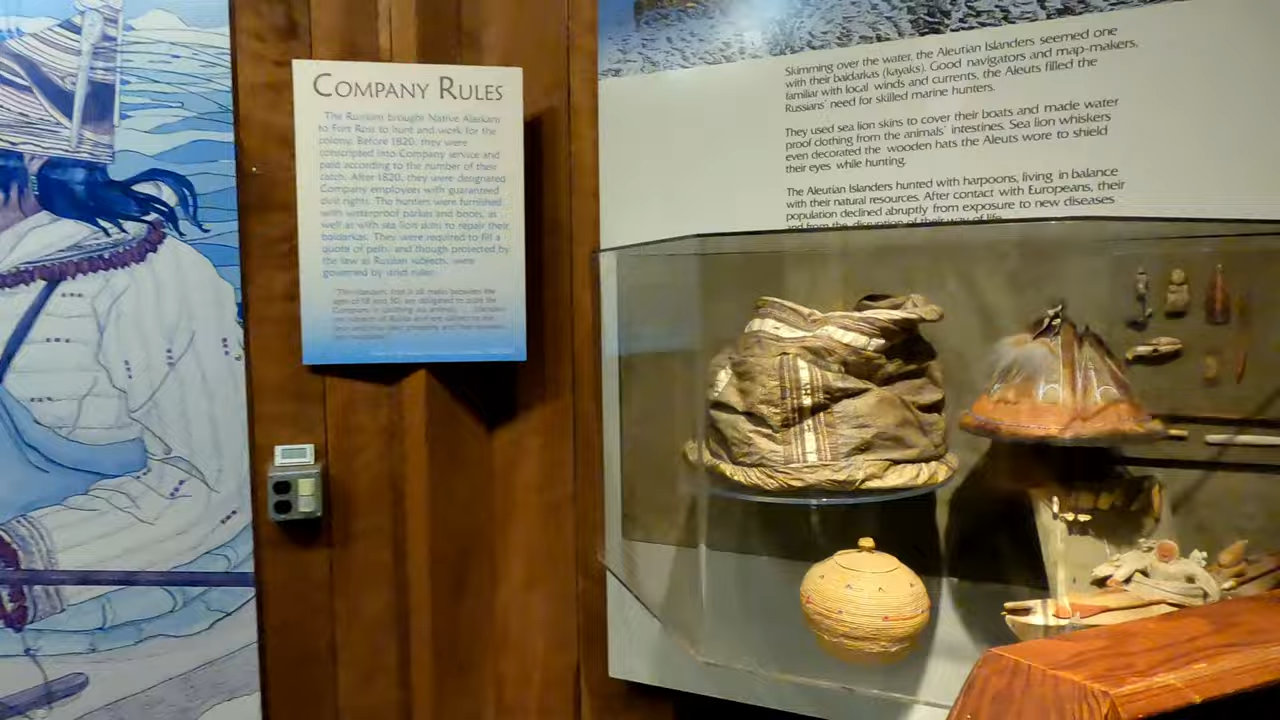 COMPANY RULES
The Russians brought Native Alaskans
to Fort Ross to hunt and work for the
colony. Before 1820, they were
conscripted into Company service and
paid according to the number of their
catch. After 1820, they were designated
Company employees with guaranteed
civil rights. The hunters were furnished
with waterproof parkas and boots, as
well as with sea lion skins to repair their
baidarkas. They were required to fill a
quota of pelts, and though protected by
the law as Russian subjects, were
governed by strict rules:
Skimming over the water, the Aleutian Islanders seemed one
with their baidarkas (kayaks). Good navigators and map-makers,
familiar with local winds and currents, the Aleuts filled the
Russians' need for skilled marine hunters.
They used sea lion skins to cover their boats and made water
proof clothing from the animals' intestines. Sea lion whiskers
even decorated the wooden hats the Aleuts wore to shield
their eyes while hunting.
The Aleutian Islanders hunted with harpoons, living in balance
with their natural resources. After contact with Europeans, their
population declined abruptly from exposure to new diseases
and from the disruption of their way of life.